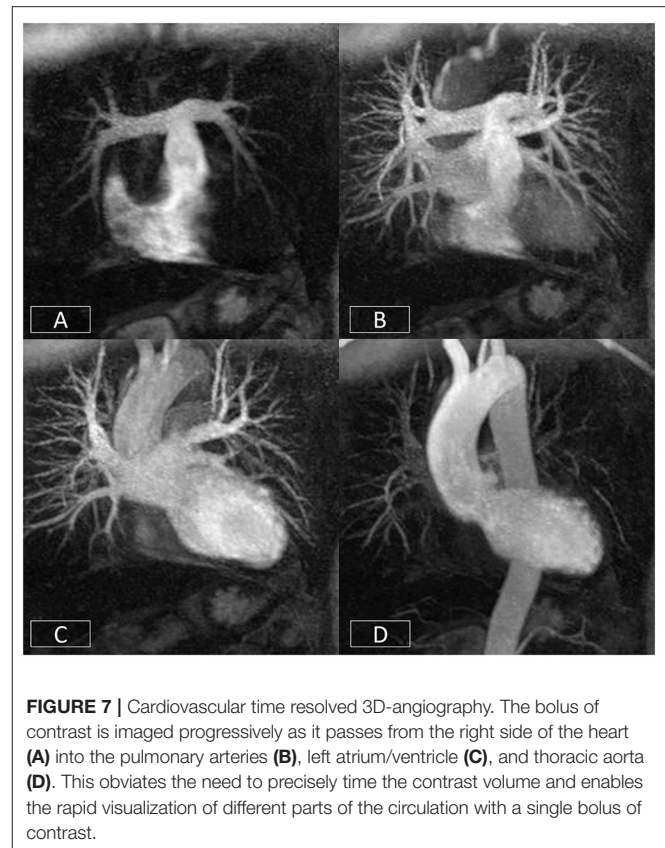 A
B
C
D
FIGURE 7 | Cardiovascular time resolved 3D-angiography. The bolus of
contrast is imaged progressively as it passes from the right side of the heart
(A) into the pulmonary arteries (B), left atrium/ventricle (C), and thoracic aorta
(D). This obviates the need to precisely time the contrast volume and enables
the rapid visualization of different parts of the circulation with a single bolus of
contrast.